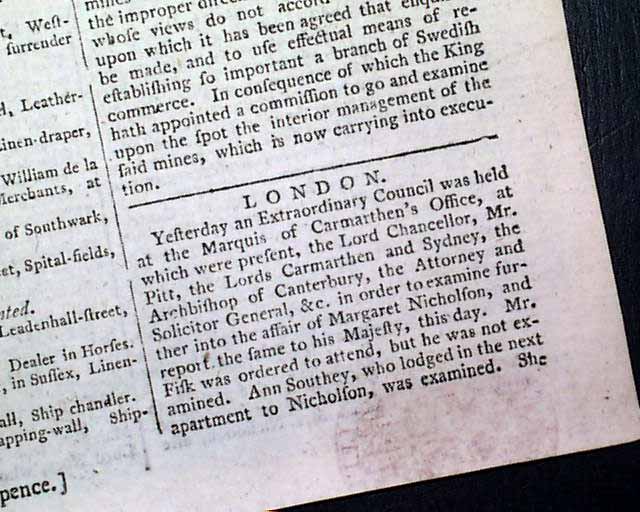 t, West-
surrender
d, Leather-
inen-draper,
William de la
Merchants, at
of Southwark,
et, Spital-fields,
nted.
Leadenhall-street,
Dealer in Horses.
, in Sussex, Linen-
all, Ship chandler.
apping-wall, Ship-
pence.]
mines
the improper direc
whoſe views do not accord
upon which it has been agreed that enqui
be made, and to uſe effectual means of re-
eſtabliſhing ſo important a branch of Swediſh
commerce. In conſequence of which the King
hath appointed a commiſſion to go and examine
upon the ſpot the interior management of the
ſaid mines, which is now carrying into execu-
tion.
LONDON.
Yeſterday an Extraordinary Council was held
at the Marquis of Carmarthen's Office, at
which were preſent, the Lord Chancellor, Mr.
Pitt, the Lords Carmarthen and Sydney, the
Archbiſhop of Canterbury, the Attorney and
Solicitor General, &c. in order to examine fur-
ther into the affair of Margaret Nicholſon, and
report the ſame to his Majeſty, this day. Mr.
Fiſk was ordered to attend, but he was not ex-
amined. Ann Southey, who lodged in the next
apartment to Nicholſon, was examined. She